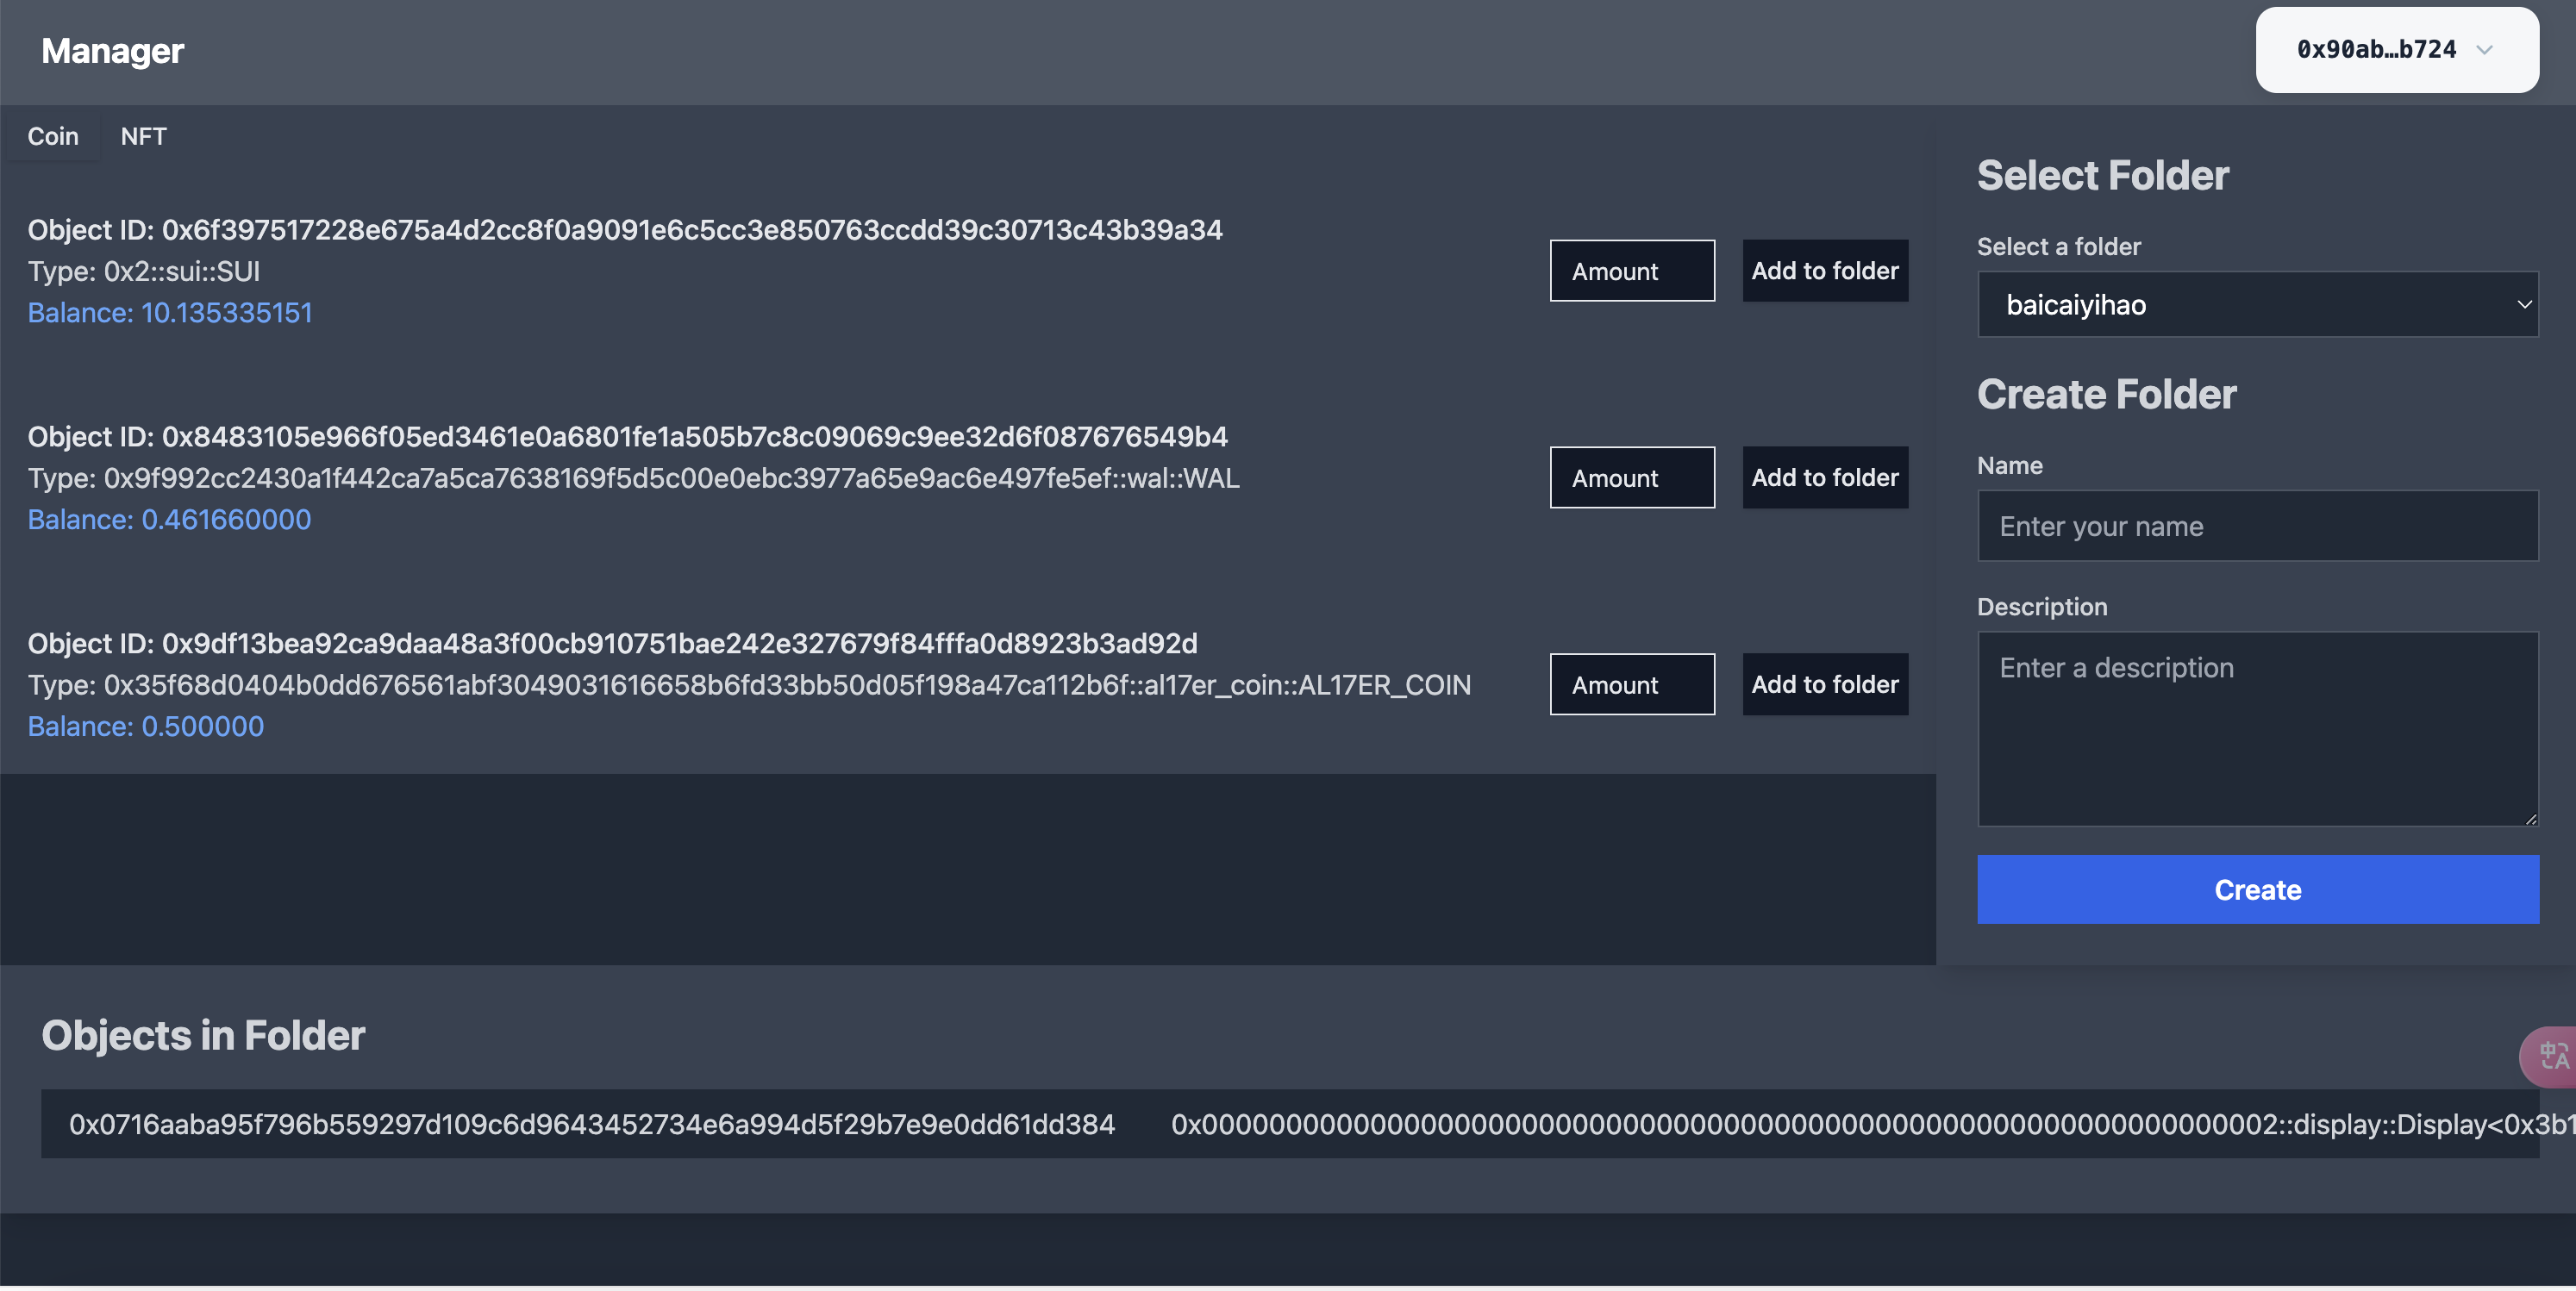 Manager
0x90ab…b724
Coin
NFT
Object ID: 0x6f397517228e675a4d2cc8f0a9091e6c5cc3e850763ccdd39c30713c43b39a34
Type: 0x2::sui::SUI
Balance: 10.135335151
Amount
Add to folder
Object ID: 0x8483105e966f05ed3461e0a6801fe1a505b7c8c09069c9ee32d6f087676549b4
Type: 0x9f992cc2430a1f442ca7a5ca7638169f5d5c00e0ebc3977a65e9ac6e497fe5ef::wal::WAL
Balance: 0.461660000
Amount
Add to folder
Object ID: 0x9df13bea92ca9daa48a3f00cb910751bae242e327679f84fffa0d8923b3ad92d
Type: 0x35f68d0404b0dd676561abf3049031616658b6fd33bb50d05f198a47ca112b6f::al17er_coin::AL17ER_COIN
Balance: 0.500000
Amount
Add to folder
Select Folder
Select a folder
baicaiyihao
Create Folder
Name
Enter your name
Description
Enter a description
Create
Objects in Folder
0x0716aaba95f796b559297d109c6d9643452734e6a994d5f29b7e9e0dd61dd384
0x0000000000000000000000000000000000000000000000000000000000000002::display::Display<0x3b1
中A